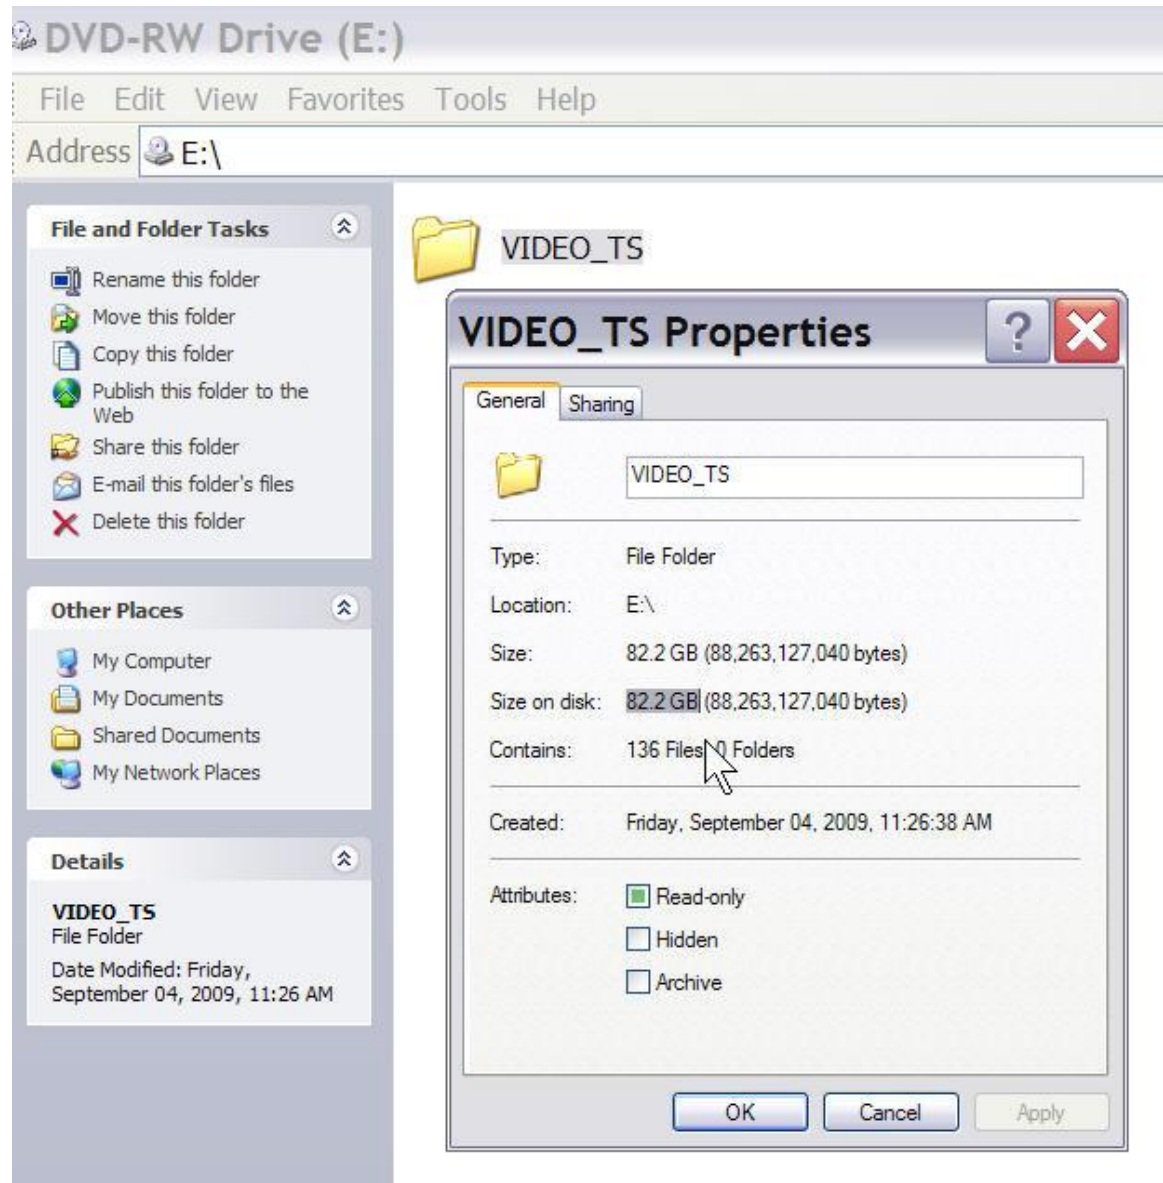 DVD-RW Drive (E:)
File Edit View Favorites Tools Help
Address E:\
File and Folder Tasks
Rename this folder
Move this folder
Copy this folder
Publish this folder to the
Web
Share this folder
E-mail this folder's files
Delete this folder
Other Places
My Computer
My Documents
Shared Documents
My Network Places
Details
VIDEO_TS
File Folder
Date Modified: Friday,
September 04, 2009, 11:26 AM
VIDEO_TS
VIDEO_TS Properties ?
General Sharing
VIDEO_TS
Type: File Folder
Location: E:\
Size: 82.2 GB (88,263,127,040 bytes)
Size on disk: 82.2 GB (88,263,127,040 bytes)
Contains: 136 Files, 0 Folders
Created: Friday, September 04, 2009, 11:26:38 AM
Attributes: Read-only
Hidden
Archive
OK Cancel Apply